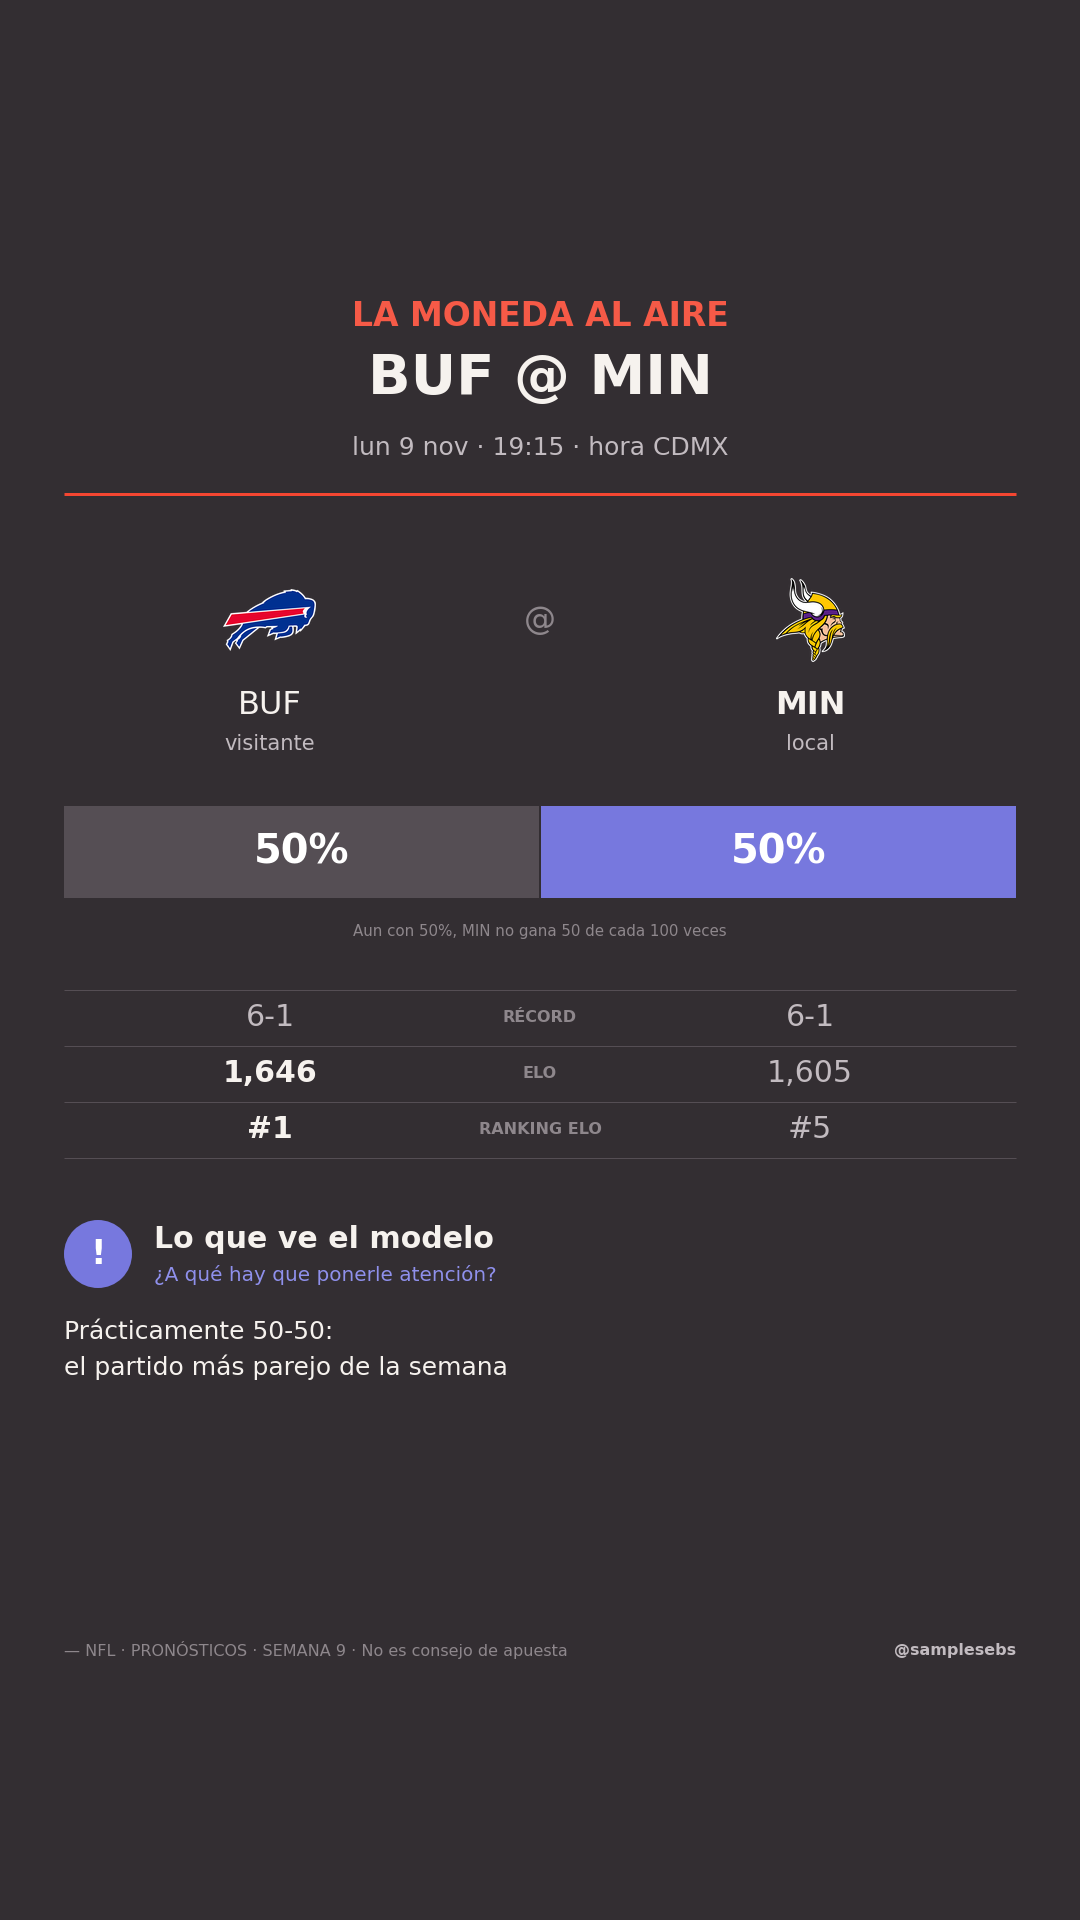 LA MONEDA AL AIRE
BUF @ MIN
lun 9 nov · 19:15 · hora CDMX
@
BUF
visitante
MIN
local
50%
50%
Aun con 50%, MIN no gana 50 de cada 100 veces
6-1 RÉCORD 6-1
1,646 ELO 1,605
#1 RANKING ELO #5
!
Lo que ve el modelo
¿A qué hay que ponerle atención?
Prácticamente 50-50:
el partido más parejo de la semana
— NFL · PRONÓSTICOS · SEMANA 9 · No es consejo de apuesta
@samplesebs